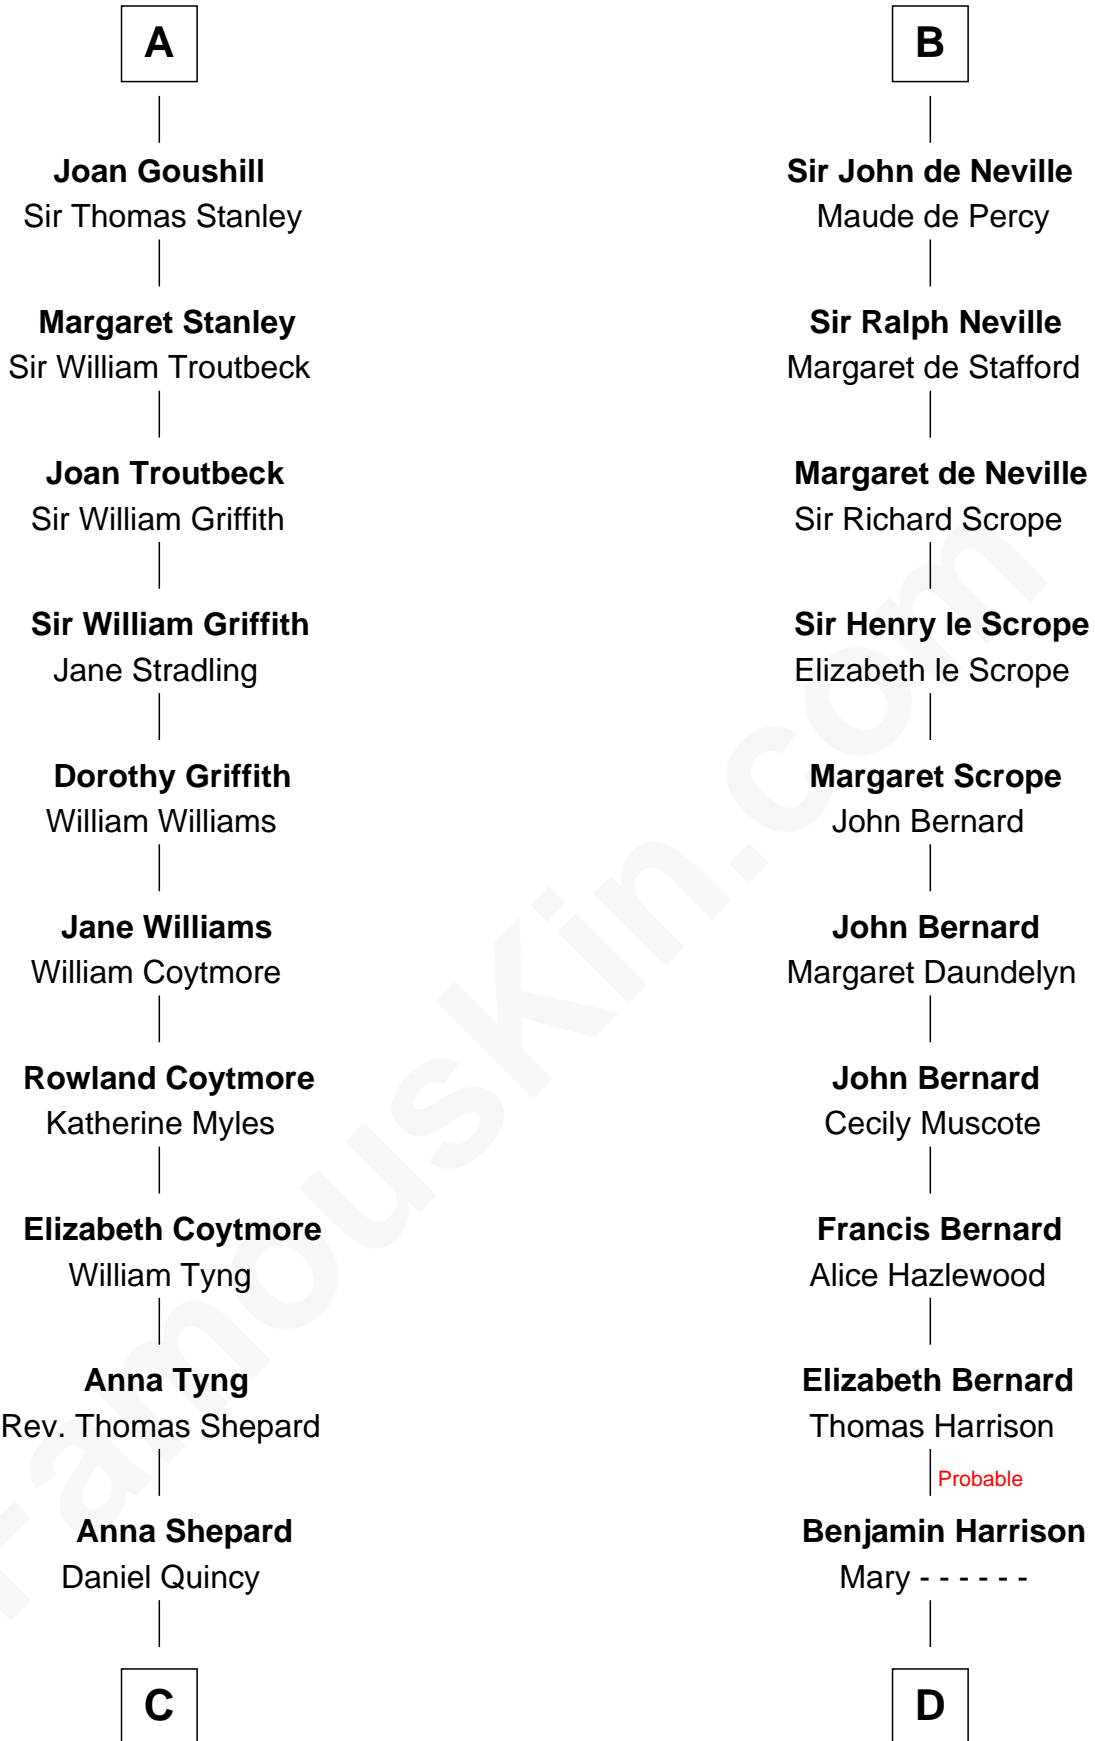 A
Joan Goushill
Sir Thomas Stanley
Margaret Stanley
Sir William Troutbeck
Joan Troutbeck
Sir William Griffith
Sir William Griffith
Jane Stradling
Dorothy Griffith
William Williams
Jane Williams
William Coytmore
Rowland Coytmore
Katherine Myles
Elizabeth Coytmore
William Tyng
Anna Tyng
Rev. Thomas Shepard
Anna Shepard
Daniel Quincy
C
B
Sir John de Neville
Maude de Percy
Sir Ralph Neville
Margaret de Stafford
Margaret de Neville
Sir Richard Scrope
Sir Henry le Scrope
Elizabeth le Scrope
Margaret Scrope
John Bernard
John Bernard
Margaret Daundelyn
John Bernard
Cecily Muscote
Francis Bernard
Alice Hazlewood
Elizabeth Bernard
Thomas Harrison
Probable
Benjamin Harrison
Mary - - - - - -
D
FamousKin.com